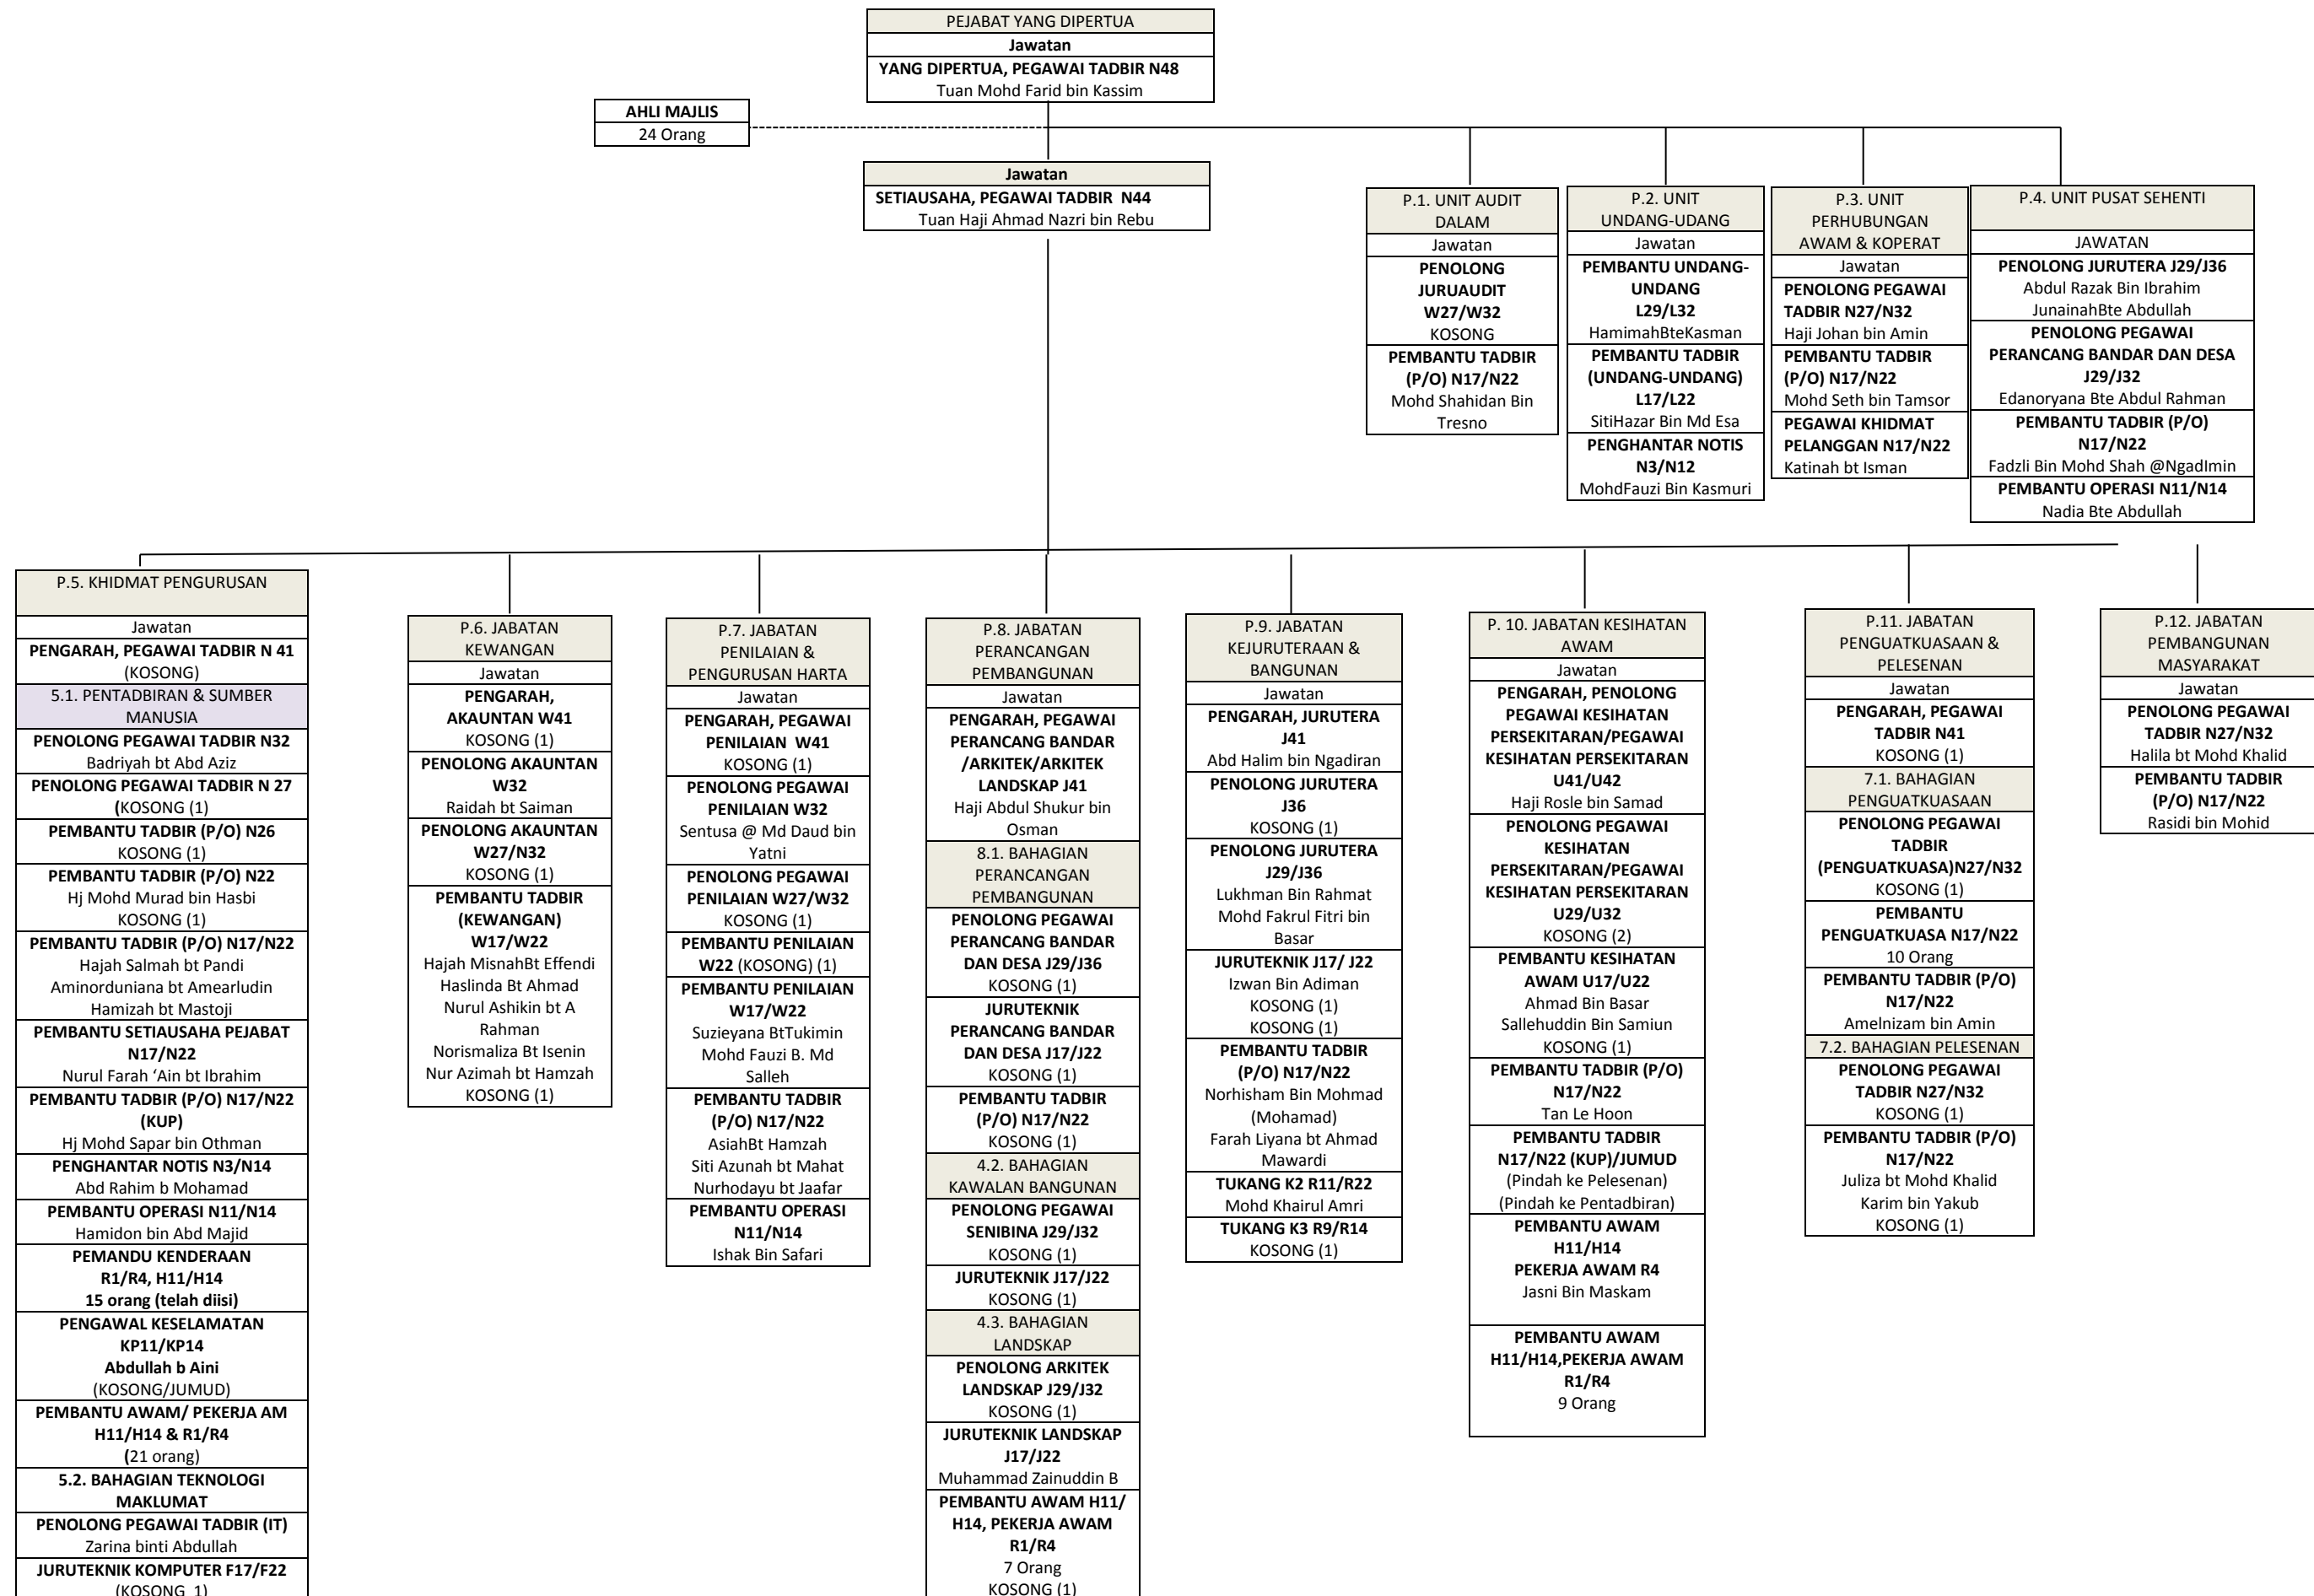 PEJABAT YANG DIPERTUA
Jawatan
YANG DIPERTUA, PEGAWAI TADBIR N48
Tuan Mohd Farid bin Kassim
AHLI MAJLIS
24 Orang
Jawatan
SETIAUSAHA, PEGAWAI TADBIR N44
Tuan Haji Ahmad Nazri bin Rebu
P.1. UNIT AUDIT
DALAM
Jawatan
PENOLONG
JURUAUDIT
W27/W32
KOSONG
PEMBANTU TADBIR
(P/O) N17/N22
Mohd Shahidan Bin
Tresno
P.2. UNIT
UNDANG-UDANG
Jawatan
PEMBANTU UNDANG-
UNDANG
L29/L32
HamimahBteKasman
PEMBANTU TADBIR
(UNDANG-UNDANG)
L17/L22
SitiHazar Bin Md Esa
PENGHANTAR NOTIS
N3/N12
MohdFauzi Bin Kasmuri
P.3. UNIT
PERHUBUNGAN
AWAM & KOPERAT
Jawatan
PENOLONG PEGAWAI
TADBIR N27/N32
Haji Johan bin Amin
PEMBANTU TADBIR
(P/O) N17/N22
Mohd Seth bin Tamsor
PEGAWAI KHIDMAT
PELANGGAN N17/N22
Katinah bt Isman
P.4. UNIT PUSAT SEHENTI
JAWATAN
PENOLONG JURUTERA J29/J36
Abdul Razak Bin Ibrahim
JunainahBte Abdullah
PENOLONG PEGAWAI
PERANCANG BANDAR DAN DESA
J29/J32
Edanoryana Bte Abdul Rahman
PEMBANTU TADBIR (P/O)
N17/N22
Fadzli Bin Mohd Shah @NgadImin
PEMBANTU OPERASI N11/N14
Nadia Bte Abdullah
P.5. KHIDMAT PENGURUSAN
Jawatan
PENGARAH, PEGAWAI TADBIR N 41
(KOSONG)
5.1. PENTADBIRAN & SUMBER
MANUSIA
PENOLONG PEGAWAI TADBIR N32
Badriyah bt Abd Aziz
PENOLONG PEGAWAI TADBIR N 27
(KOSONG (1)
PEMBANTU TADBIR (P/O) N26
KOSONG (1)
PEMBANTU TADBIR (P/O) N22
Hj Mohd Murad bin Hasbi
KOSONG (1)
PEMBANTU TADBIR (P/O) N17/N22
Hajah Salmah bt Pandi
Aminorduniana bt Amearludin
Hamizah bt Mastoji
PEMBANTU SETIAUSAHA PEJABAT
N17/N22
Nurul Farah ‘Ain bt Ibrahim
PEMBANTU TADBIR (P/O) N17/N22
(KUP)
Hj Mohd Sapar bin Othman
PENGHANTAR NOTIS N3/N14
Abd Rahim b Mohamad
PEMBANTU OPERASI N11/N14
Hamidon bin Abd Majid
PEMANDU KENDERAAN
R1/R4, H11/H14
15 orang (telah diisi)
PENGAWAL KESELAMATAN
KP11/KP14
Abdullah b Aini
(KOSONG/JUMUD)
PEMBANTU AWAM/ PEKERJA AM
H11/H14 & R1/R4
(21 orang)
5.2. BAHAGIAN TEKNOLOGI
MAKLUMAT
PENOLONG PEGAWAI TADBIR (IT)
Zarina binti Abdullah
JURUTEKNIK KOMPUTER F17/F22
(KOSONG 1)
P.6. JABATAN
KEWANGAN
Jawatan
PENGARAH,
AKAUNTAN W41
KOSONG (1)
PENOLONG AKAUNTAN
W32
Raidah bt Saiman
PENOLONG AKAUNTAN
W27/N32
KOSONG (1)
PEMBANTU TADBIR
(KEWANGAN)
W17/W22
Hajah MisnahBt Effendi
Haslinda Bt Ahmad
Nurul Ashikin bt A
Rahman
Norismaliza Bt Isenin
Nur Azimah bt Hamzah
KOSONG (1)
P.7. JABATAN
PENILAIAN &
PENGURUSAN HARTA
Jawatan
PENGARAH, PEGAWAI
PENILAIAN W41
KOSONG (1)
PENOLONG PEGAWAI
PENILAIAN W32
Sentusa @ Md Daud bin
Yatni
PENOLONG PEGAWAI
PENILAIAN W27/W32
KOSONG (1)
PEMBANTU PENILAIAN
W22 (KOSONG) (1)
PEMBANTU PENILAIAN
W17/W22
Suzieyana BtTukimin
Mohd Fauzi B. Md
Salleh
PEMBANTU TADBIR
(P/O) N17/N22
AsiahBt Hamzah
Siti Azunah bt Mahat
Nurhodayu bt Jaafar
PEMBANTU OPERASI
N11/N14
Ishak Bin Safari
P.8. JABATAN
PERANCANGAN
PEMBANGUNAN
Jawatan
PENGARAH, PEGAWAI
PERANCANG BANDAR
/ARKITEK/ARKITEK
LANDSKAP J41
Haji Abdul Shukur bin
Osman
8.1. BAHAGIAN
PERANCANGAN
PEMBANGUNAN
PENOLONG PEGAWAI
PERANCANG BANDAR
DAN DESA J29/J36
KOSONG (1)
JURUTEKNIK
PERANCANG BANDAR
DAN DESA J17/J22
KOSONG (1)
PEMBANTU TADBIR
(P/O) N17/N22
KOSONG (1)
4.2. BAHAGIAN
KAWALAN BANGUNAN
PENOLONG PEGAWAI
SENIBINA J29/J32
KOSONG (1)
JURUTEKNIK J17/J22
KOSONG (1)
4.3. BAHAGIAN
LANDSKAP
PENOLONG ARKITEK
LANDSKAP J29/J32
KOSONG (1)
JURUTEKNIK LANDSKAP
J17/J22
Muhammad Zainuddin B
PEMBANTU AWAM H11/
H14, PEKERJA AWAM
R1/R4
7 Orang
KOSONG (1)
P.9. JABATAN
KEJURUTERAAN &
BANGUNAN
Jawatan
PENGARAH, JURUTERA
J41
Abd Halim bin Ngadiran
PENOLONG JURUTERA
J36
KOSONG (1)
PENOLONG JURUTERA
J29/J36
Lukhman Bin Rahmat
Mohd Fakrul Fitri bin
Basar
JURUTEKNIK J17/ J22
Izwan Bin Adiman
KOSONG (1)
KOSONG (1)
PEMBANTU TADBIR
(P/O) N17/N22
Norhisham Bin Mohmad
(Mohamad)
Farah Liyana bt Ahmad
Mawardi
TUKANG K2 R11/R22
Mohd Khairul Amri
TUKANG K3 R9/R14
KOSONG (1)
P. 10. JABATAN KESIHATAN
AWAM
Jawatan
PENGARAH, PENOLONG
PEGAWAI KESIHATAN
PERSEKITARAN/PEGAWAI
KESIHATAN PERSEKITARAN
U41/U42
Haji Rosle bin Samad
PENOLONG PEGAWAI
KESIHATAN
PERSEKITARAN/PEGAWAI
KESIHATAN PERSEKITARAN
U29/U32
KOSONG (2)
PEMBANTU KESIHATAN
AWAM U17/U22
Ahmad Bin Basar
Sallehuddin Bin Samiun
KOSONG (1)
PEMBANTU TADBIR (P/O)
N17/N22
Tan Le Hoon
PEMBANTU TADBIR
N17/N22 (KUP)/JUMUD
(Pindah ke Pelesenan)
(Pindah ke Pentadbiran)
PEMBANTU AWAM
H11/H14
PEKERJA AWAM R4
Jasni Bin Maskam
PEMBANTU AWAM
H11/H14,PEKERJA AWAM
R1/R4
9 Orang
P.11. JABATAN
PENGUATKUASAAN &
PELESENAN
Jawatan
PENGARAH, PEGAWAI
TADBIR N41
KOSONG (1)
7.1. BAHAGIAN
PENGUATKUASAAN
PENOLONG PEGAWAI
TADBIR
(PENGUATKUASA)N27/N32
KOSONG (1)
PEMBANTU
PENGUATKUASA N17/N22
10 Orang
PEMBANTU TADBIR (P/O)
N17/N22
Amelnizam bin Amin
7.2. BAHAGIAN PELESENAN
PENOLONG PEGAWAI
TADBIR N27/N32
KOSONG (1)
PEMBANTU TADBIR (P/O)
N17/N22
Juliza bt Mohd Khalid
Karim bin Yakub
KOSONG (1)
P.12. JABATAN
PEMBANGUNAN
MASYARAKAT
Jawatan
PENOLONG PEGAWAI
TADBIR N27/N32
Halila bt Mohd Khalid
PEMBANTU TADBIR
(P/O) N17/N22
Rasidi bin Mohid